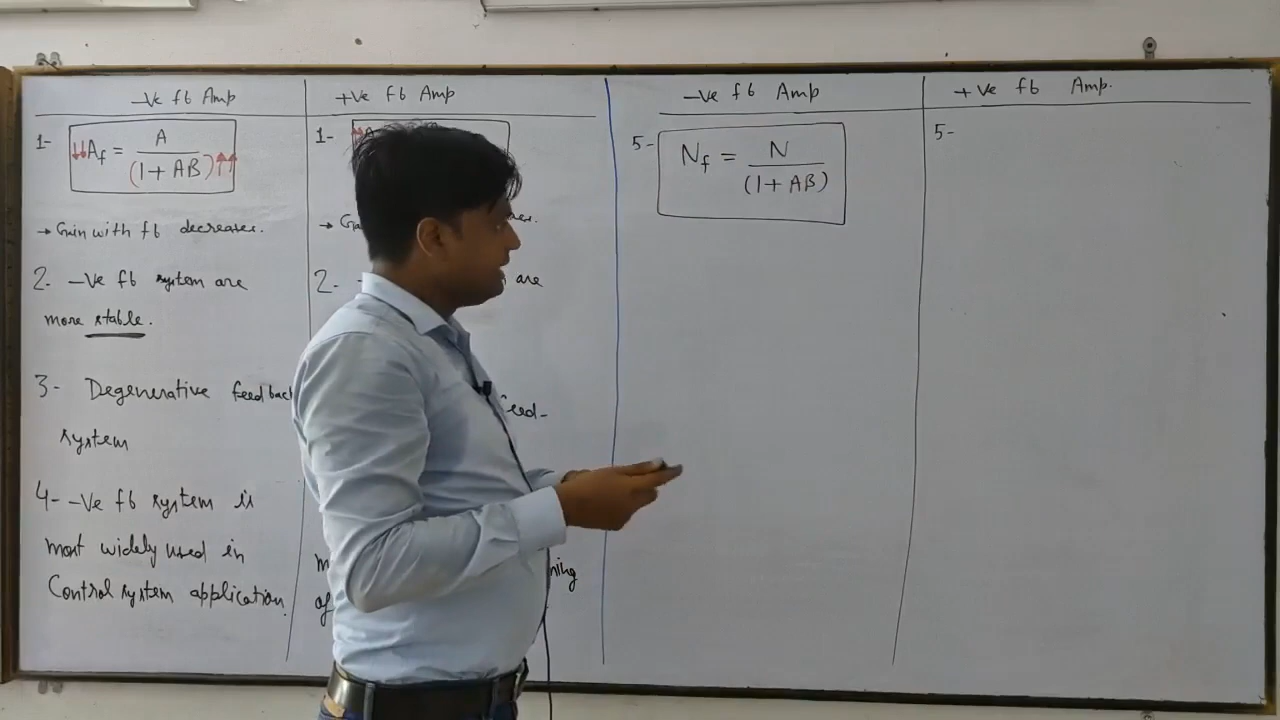 -Ve fb Amp
1- ↓↓Af = A / (1 + AB)↑↑
→ Gain with fb decreases.
2. -Ve fb system are
more stable.
3- Degenerative feedback
system
4- -Ve fb system is
most widely used in
Control system application.
+Ve fb Amp
1-
2. are
-Ve fb Amp
5- Nf = N / (1 + AB)
+ve fb Amp.
5-